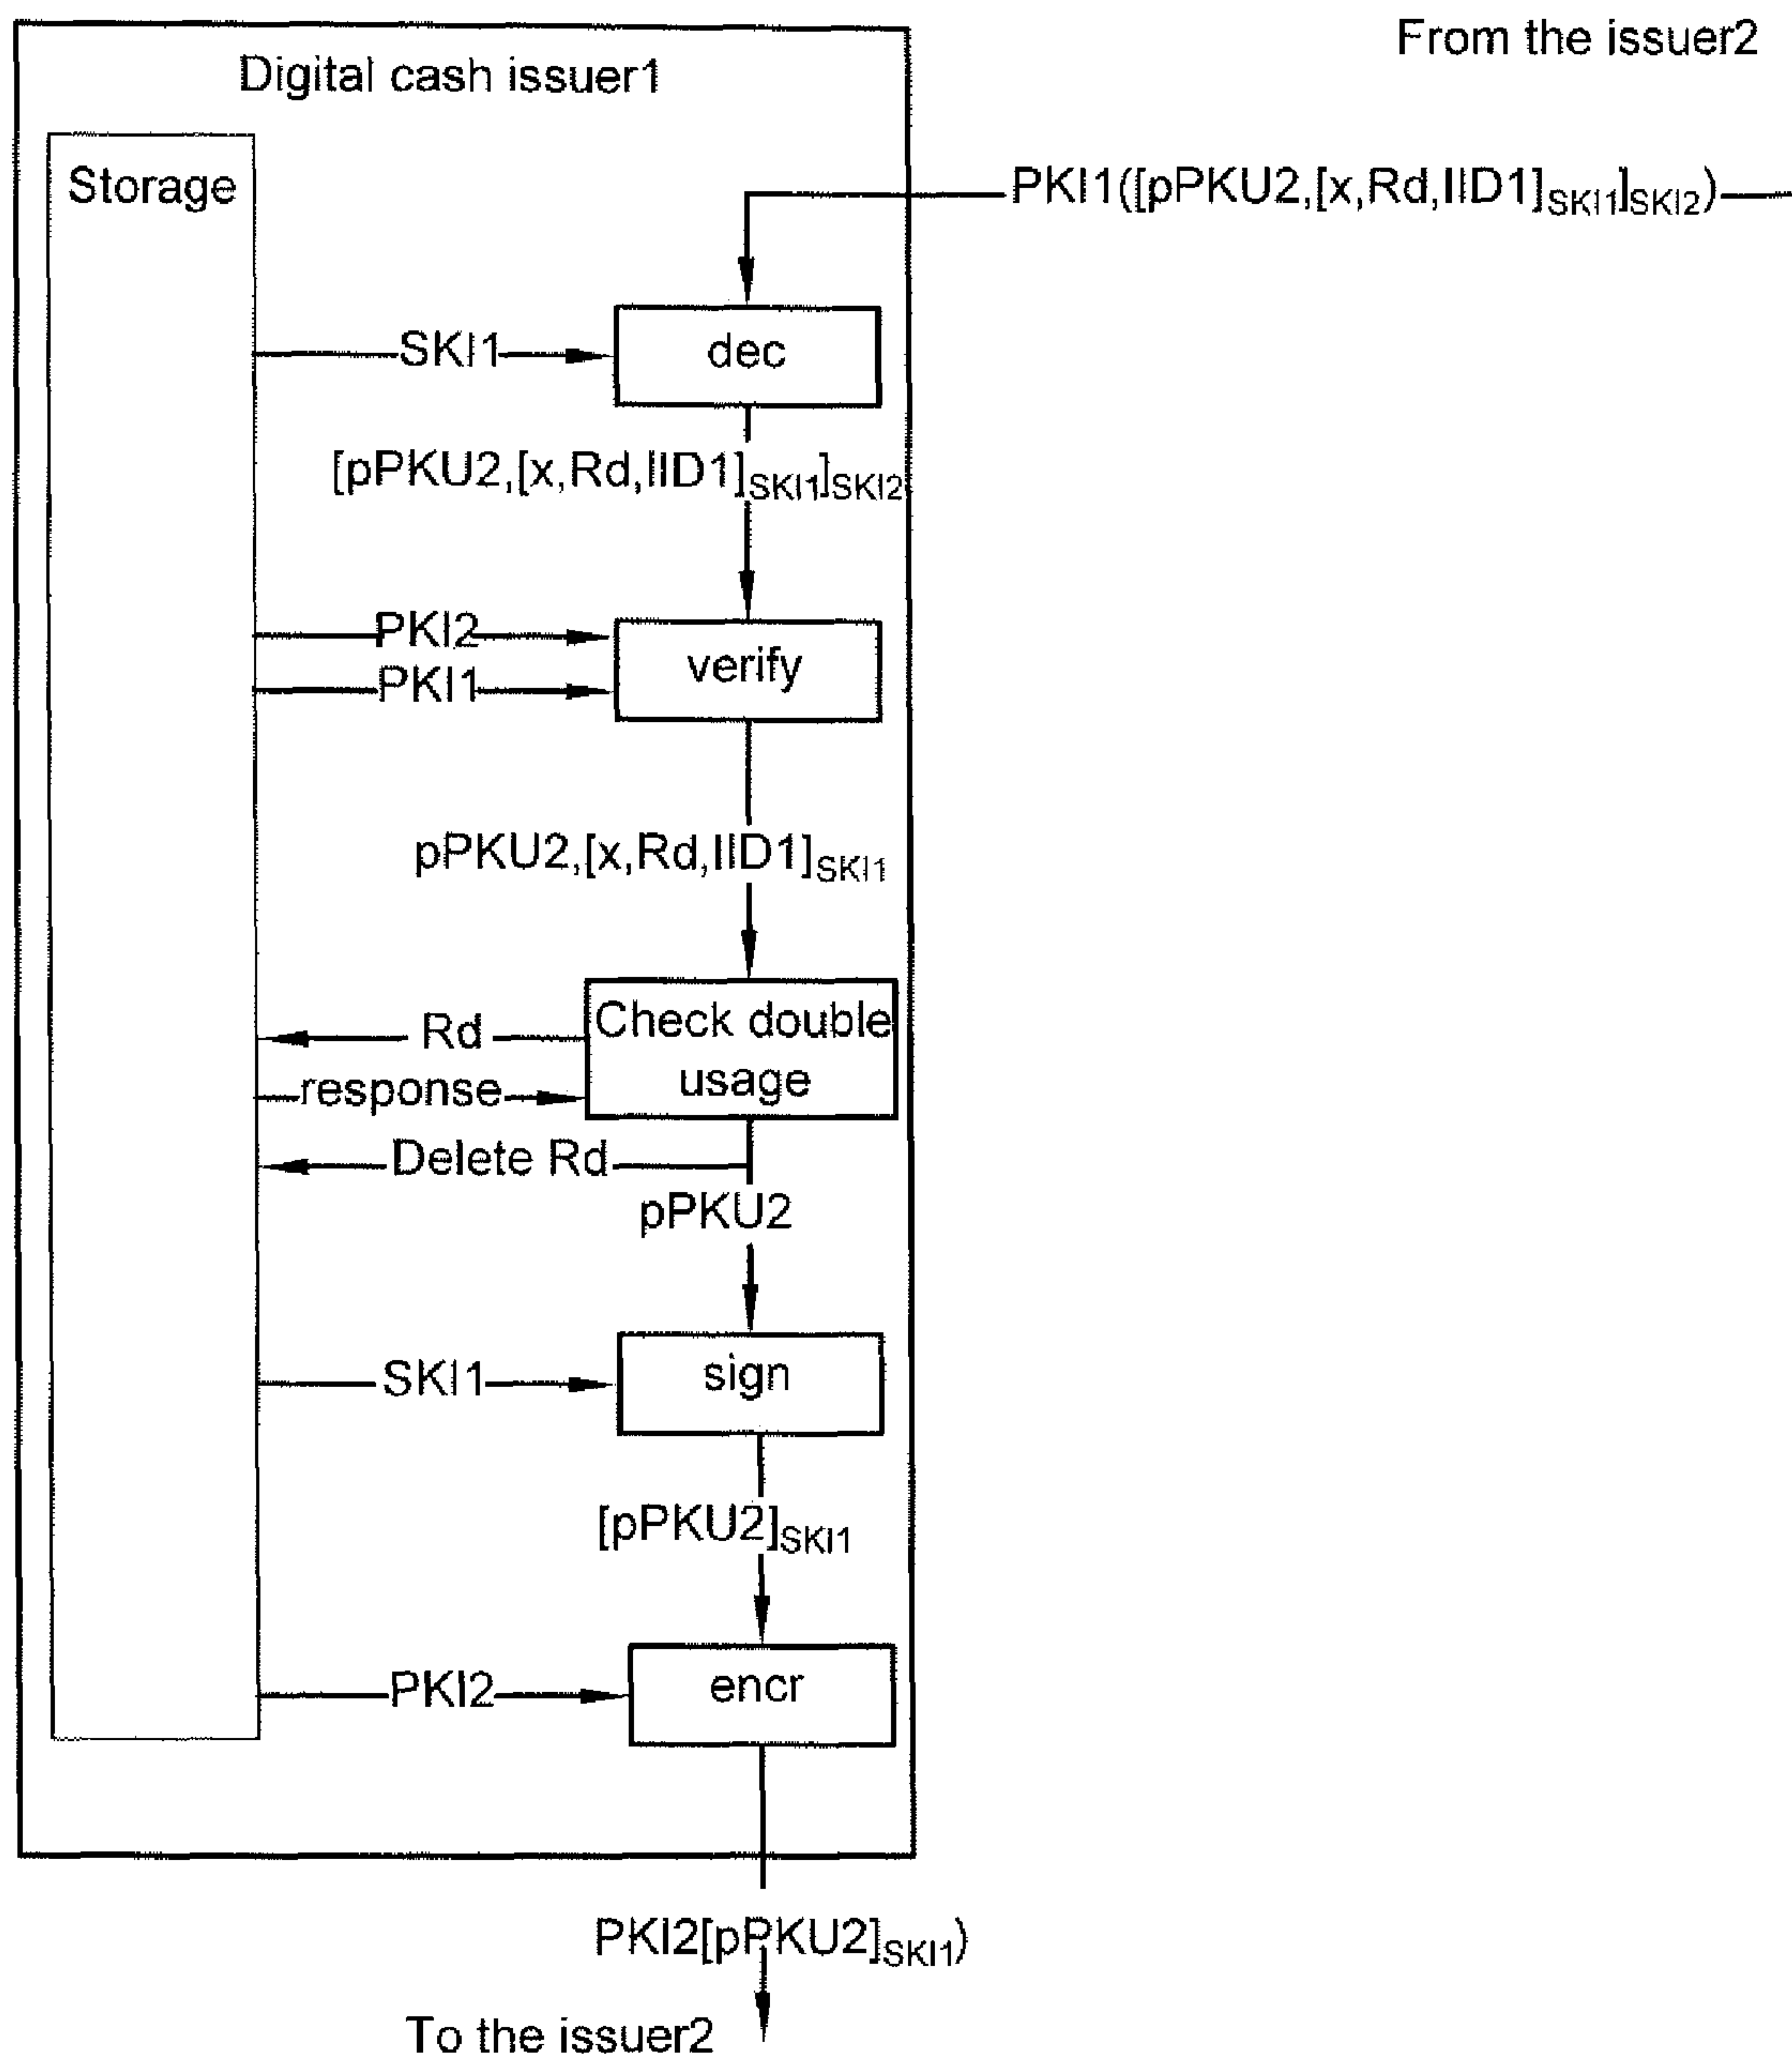 From the issuer2
Digital cash issuer1
Storage
PKI1([pPKU2,[x,Rd,IID1]SKI1]SKI2)
SKI1
dec
[pPKU2,[x,Rd,IID1]SKI1]SKI2
PKI2
verify
PKI1
pPKU2,[x,Rd,IID1]SKI1
Rd
Check double
usage
response
Delete Rd
pPKU2
SKI1
sign
[pPKU2]SKI1
PKI2
encr
PKI2[pPKU2]SKI1)
To the issuer2